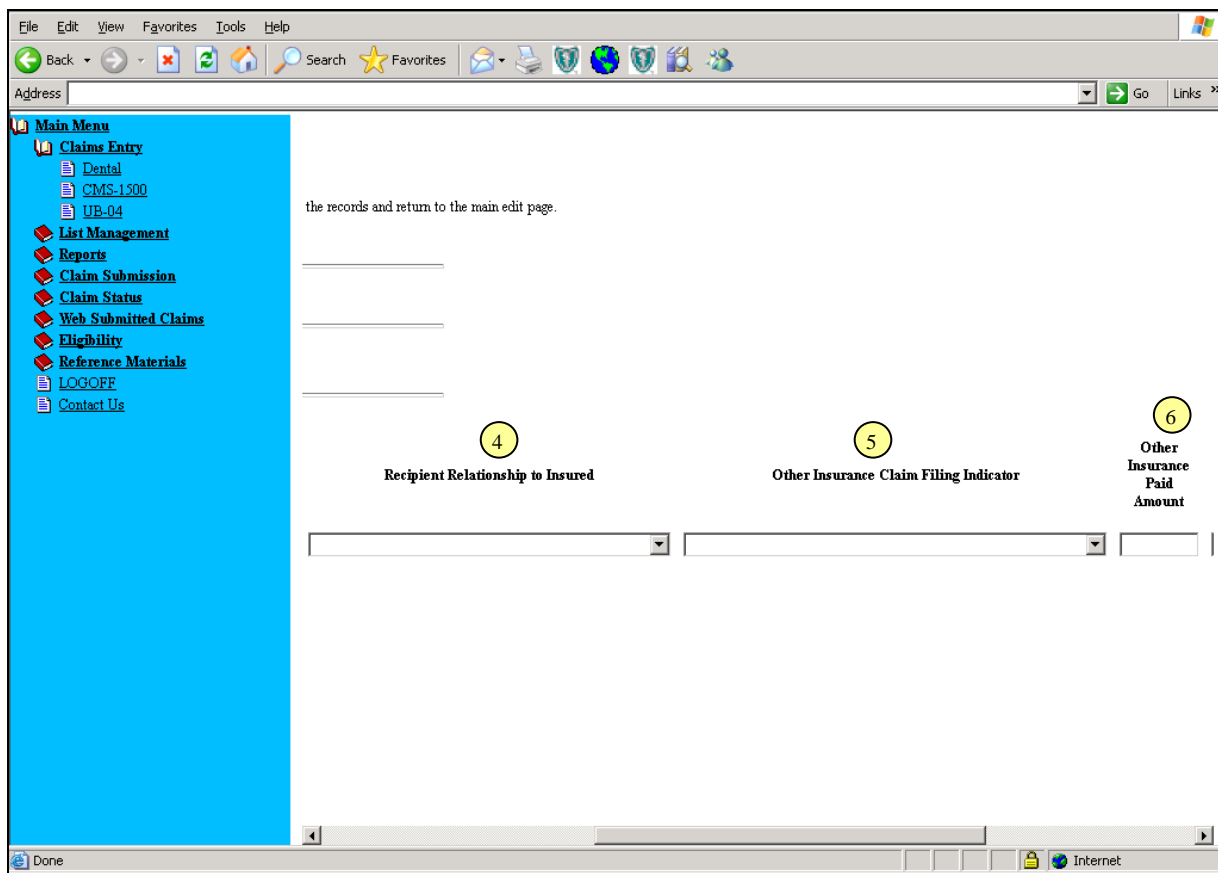 File Edit View Favorites Tools Help
Back Search Favorites
Address Go Links »
Main Menu
Claims Entry
Dental
CMS-1500
UB-04
List Management
Reports
Claim Submission
Claim Status
Web Submitted Claims
Eligibility
Reference Materials
LOGOFF
Contact Us
the records and return to the main edit page.
4
Recipient Relationship to Insured
5
Other Insurance Claim Filing Indicator
6
Other
Insurance
Paid
Amount
Done Internet